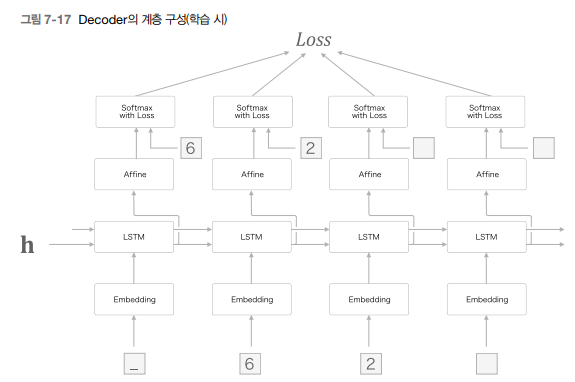 그림 7-17 Decoder의 계층 구성(학습 시)
Loss
Softmax with Loss
Softmax with Loss
Softmax with Loss
Softmax with Loss
6
2
Affine
Affine
Affine
Affine
h
LSTM
LSTM
LSTM
LSTM
Embedding
Embedding
Embedding
Embedding
_
6
2